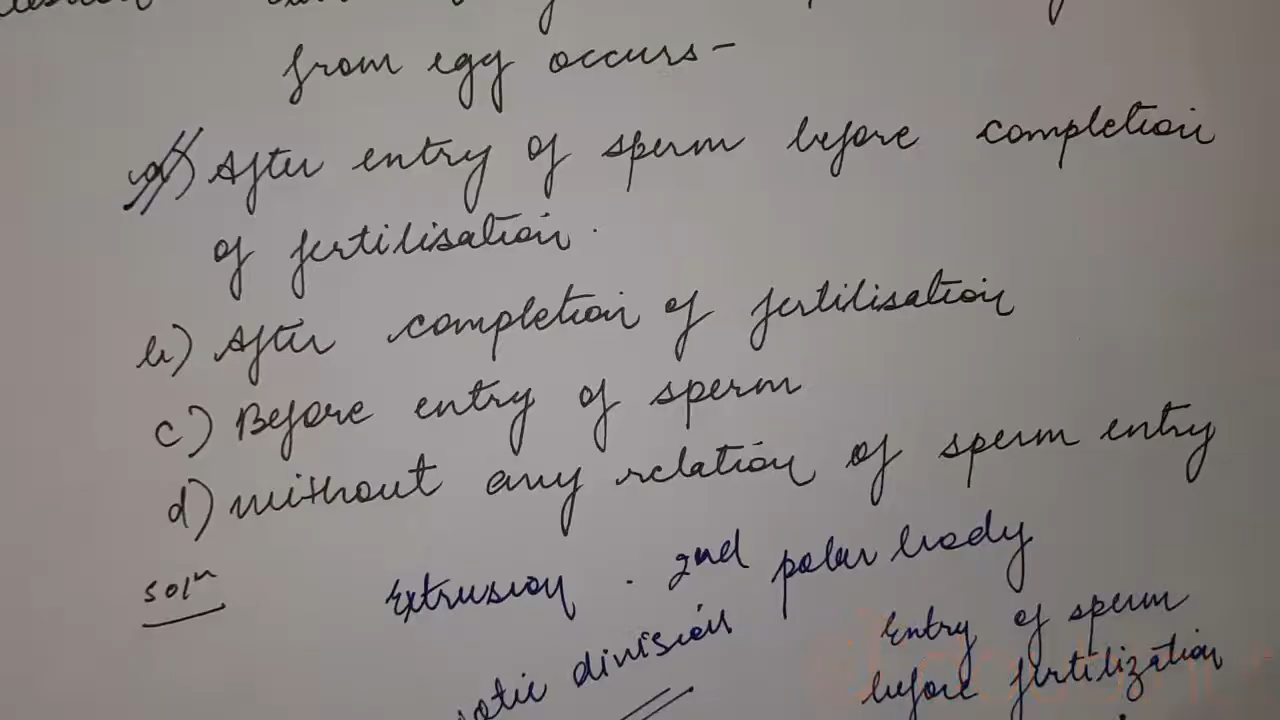 from egg occurs-
a) After entry of sperm before completion
of fertilisation.
b) After completion of fertilisation
c) Before entry of sperm
d) without any relation of sperm entry
Solⁿ
Extrusion . 2nd polar body
division
Entry of sperm
before fertilization